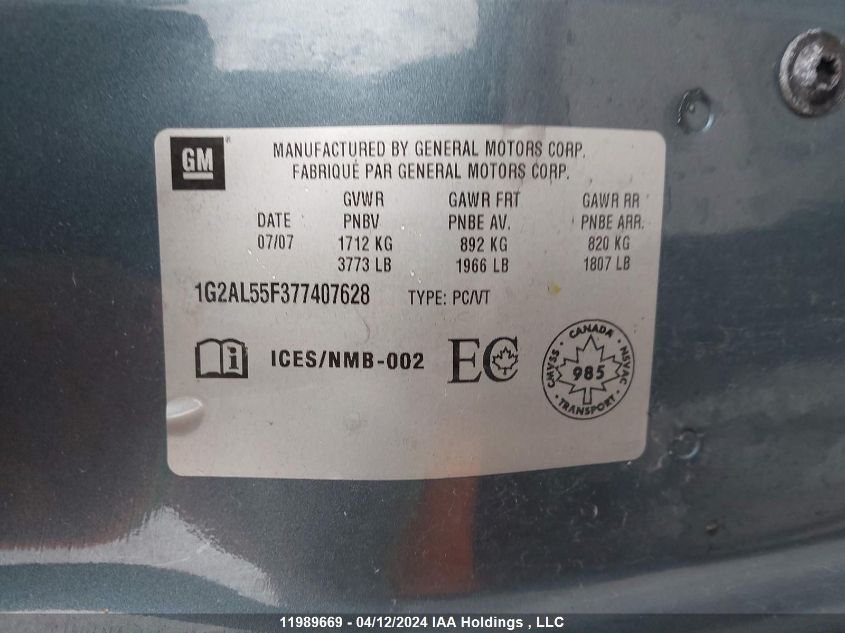 GM ®
MANUFACTURED BY GENERAL MOTORS CORP.
FABRIQUÉ PAR GENERAL MOTORS CORP.
GVWR GAWR FRT GAWR RR
DATE PNBV PNBE AV. PNBE ARR.
07/07 1712 KG 892 KG 820 KG
3773 LB 1966 LB 1807 LB
1G2AL55F377407628 TYPE: PC/VT
i ICES/NMB-002 EC
CANADA
CMVSS 985 NSVAC
TRANSPORT
11989669 - 04/12/2024 IAA Holdings , LLC